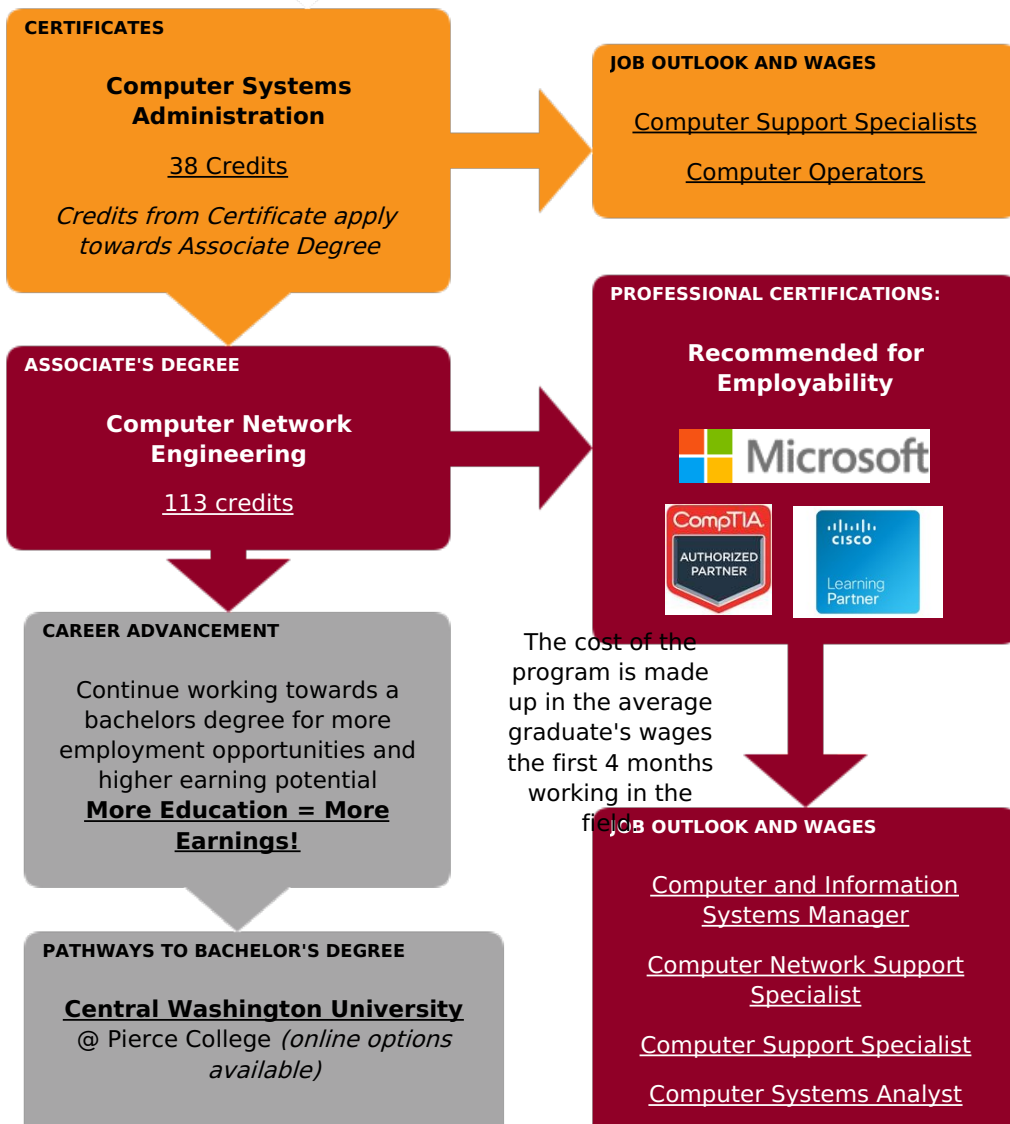 CERTIFICATES
Computer Systems
Administration
38 Credits
Credits from Certificate apply
towards Associate Degree
JOB OUTLOOK AND WAGES
Computer Support Specialists
Computer Operators
ASSOCIATE'S DEGREE
Computer Network
Engineering
113 credits
PROFESSIONAL CERTIFICATIONS:
Recommended for
Employability
Microsoft
CompTIA
AUTHORIZED
PARTNER
CISCO
Learning
Partner
CAREER ADVANCEMENT
Continue working towards a
bachelors degree for more
employment opportunities and
higher earning potential
More Education = More
Earnings!
The cost of the
program is made
up in the average
graduate's wages
the first 4 months
working in the
field.
PATHWAYS TO BACHELOR'S DEGREE
Central Washington University
@ Pierce College (online options
available)
JOB OUTLOOK AND WAGES
Computer and Information
Systems Manager
Computer Network Support
Specialist
Computer Support Specialist
Computer Systems Analyst